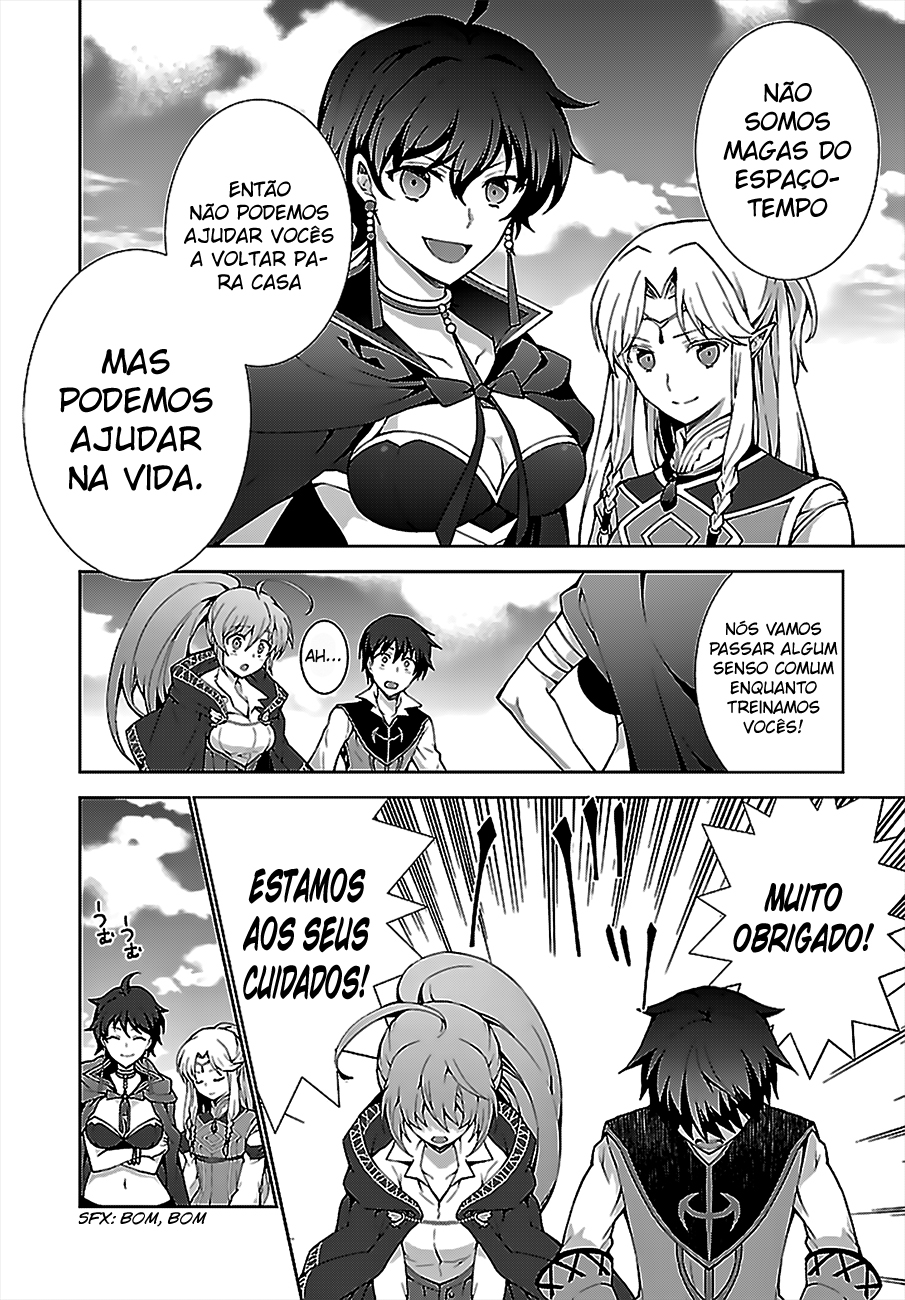 NÃO
SOMOS
MAGAS DO
ESPAÇO-
TEMPO
ENTÃO
NÃO PODEMOS
AJUDAR VOCÊS
A VOLTAR PA-
RA CASA
MAS
PODEMOS
AJUDAR
NA VIDA.
NÓS VAMOS
PASSAR ALGUM
SENSO COMUM
ENQUANTO
TREINAMOS
VOCÊS!
AH...
MUITO
OBRIGADO!
ESTAMOS
AOS SEUS
CUIDADOS!
うむ
うむ
SFX: BOM, BOM